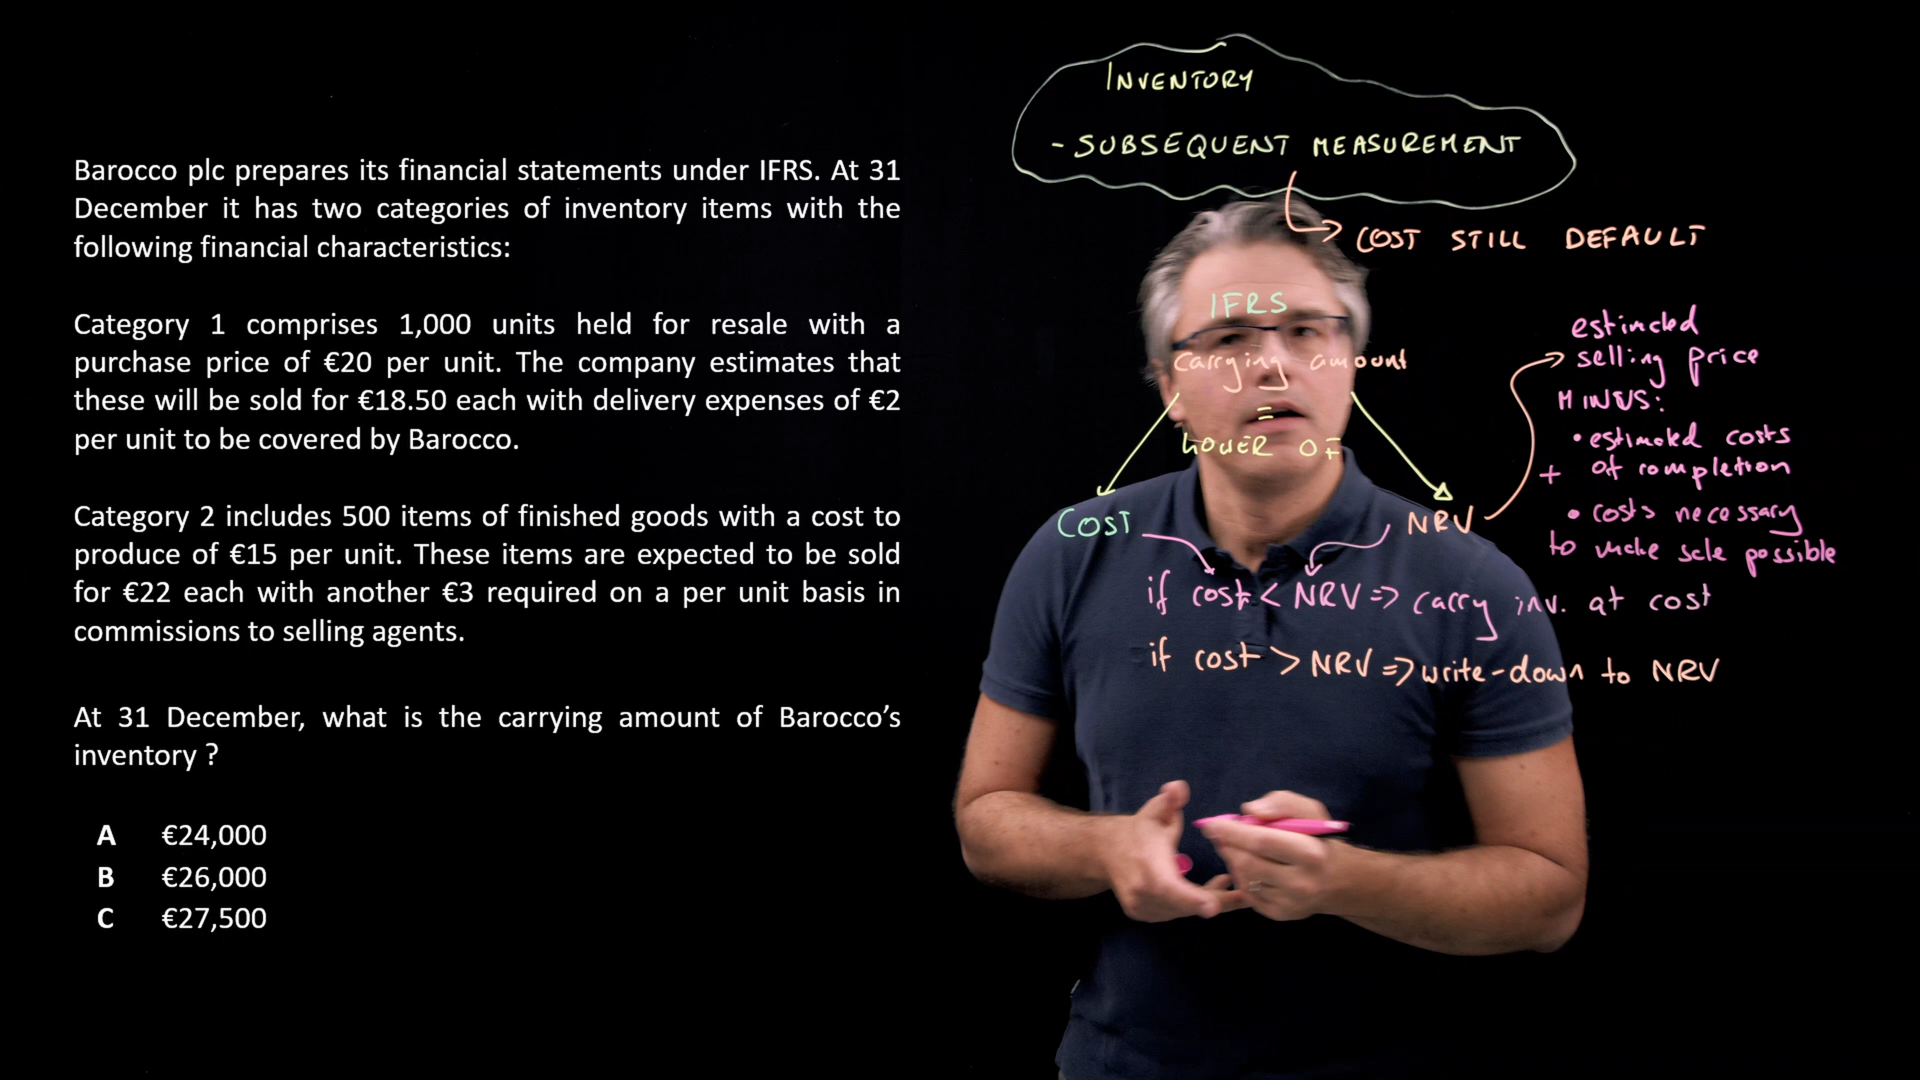 Barocco plc prepares its financial statements under IFRS. At 31
December it has two categories of inventory items with the
following financial characteristics:
Category 1 comprises 1,000 units held for resale with a
purchase price of €20 per unit. The company estimates that
these will be sold for €18.50 each with delivery expenses of €2
per unit to be covered by Barocco.
Category 2 includes 500 items of finished goods with a cost to
produce of €15 per unit. These items are expected to be sold
for €22 each with another €3 required on a per unit basis in
commissions to selling agents.
At 31 December, what is the carrying amount of Barocco's
inventory ?
A €24,000
B €26,000
C €27,500
INVENTORY
- SUBSEQUENT MEASUREMENT
COST STILL DEFAULT
IFRS
carrying amount
=
LOWER OF
COST
NRV
estimated
selling price
MINUS:
• estimated costs
+ of completion
• costs necessary
to make sale possible
if cost < NRV => carry inv. at cost
if cost > NRV => write-down to NRV